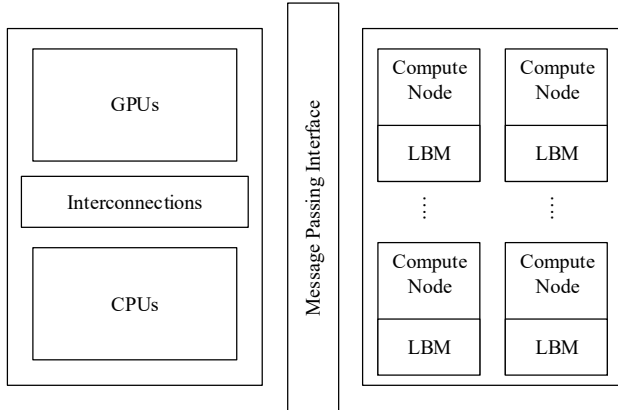 GPUs
Interconnections
CPUs
Message Passing Interface
Compute
Node
LBM
Compute
Node
LBM
Compute
Node
LBM
Compute
Node
LBM